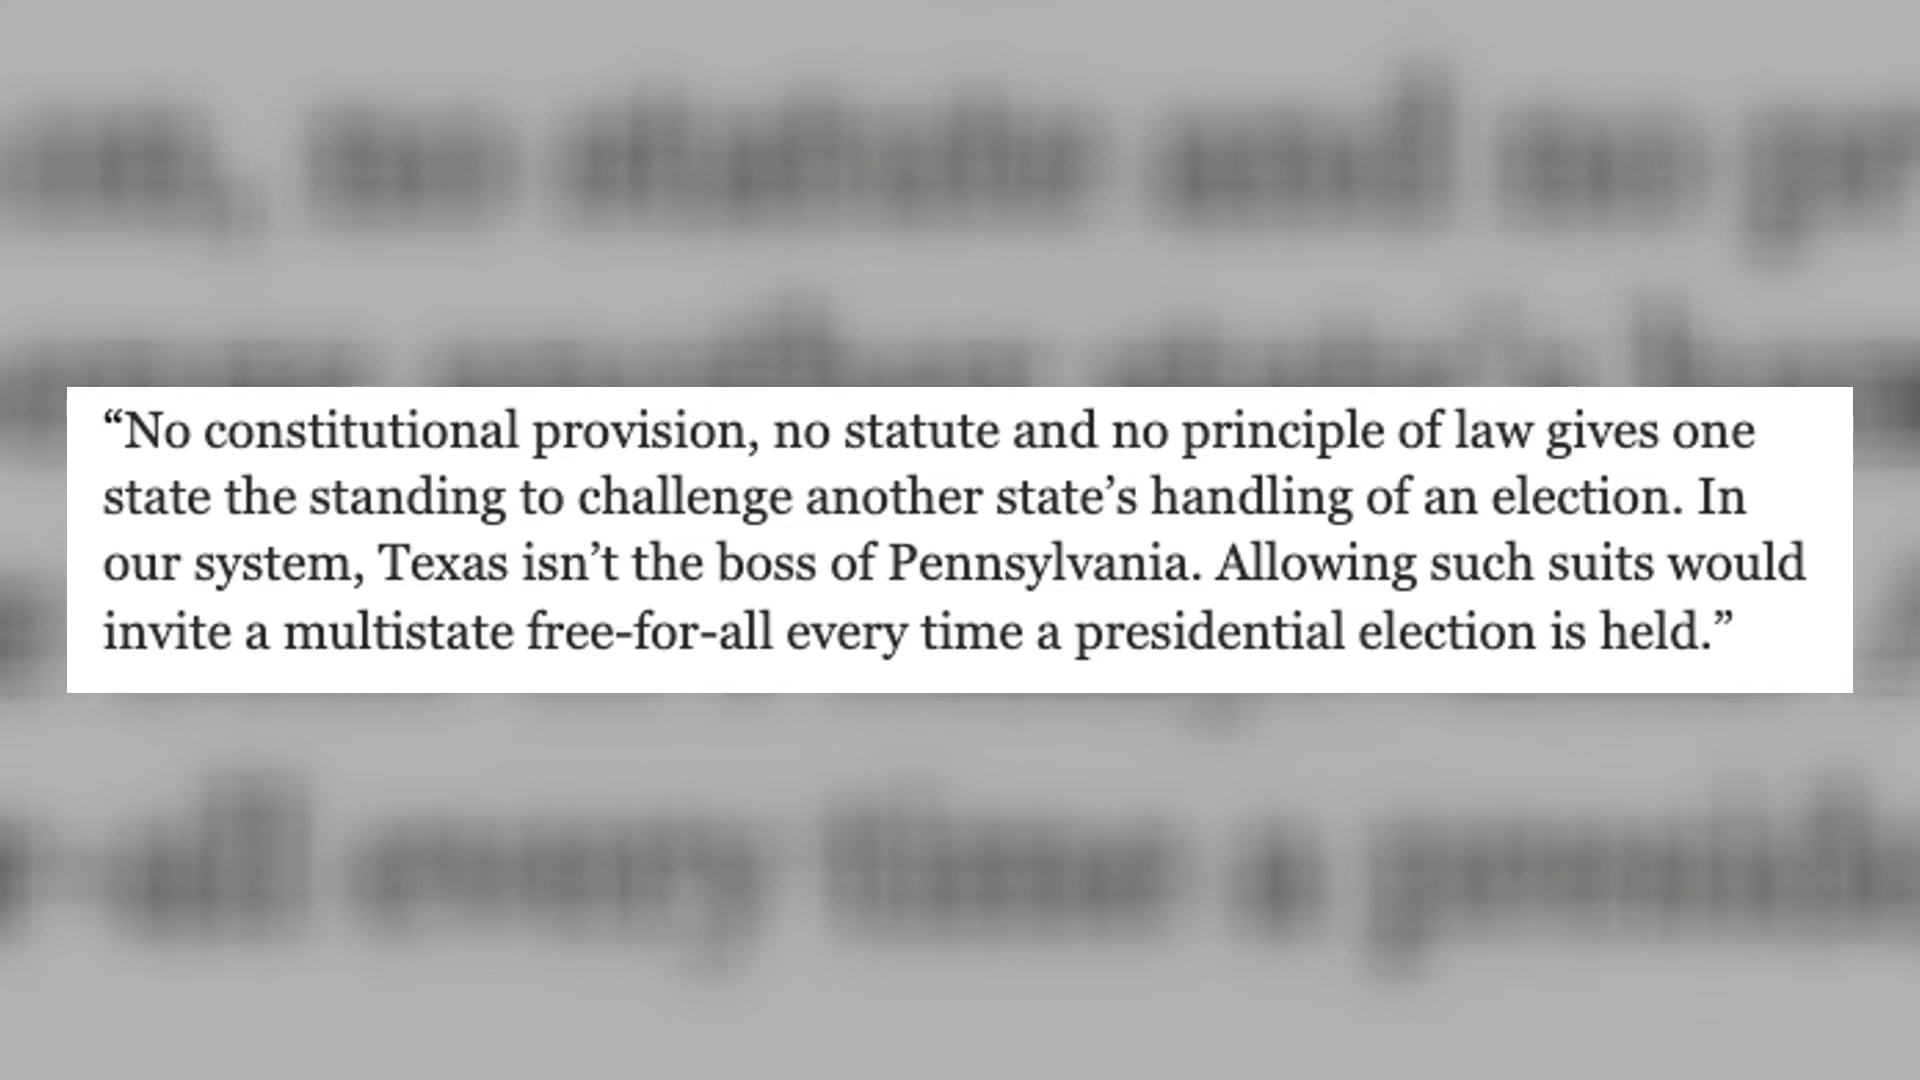 “No constitutional provision, no statute and no principle of law gives one
state the standing to challenge another state’s handling of an election. In
our system, Texas isn’t the boss of Pennsylvania. Allowing such suits would
invite a multistate free-for-all every time a presidential election is held.”